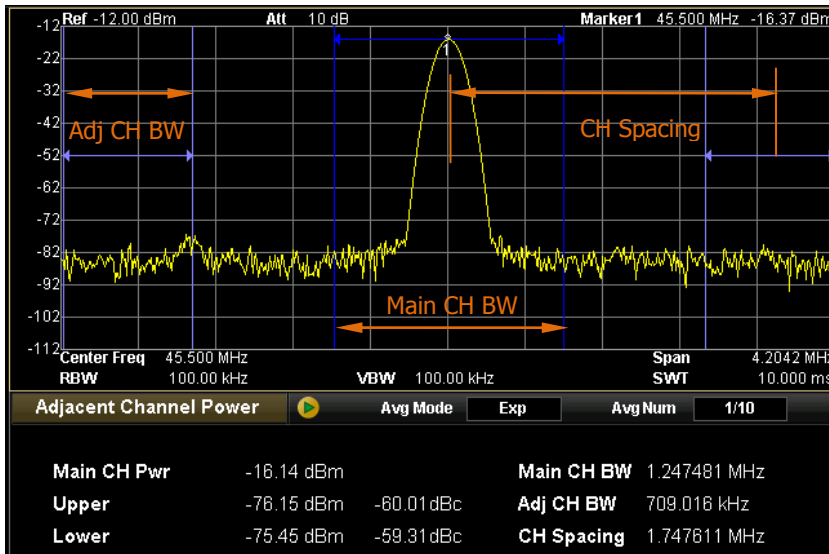 Ref -12.00 dBm Att 10 dB Marker1 45.500 MHz -16.37 dBm
-12
-22
-32
-42
-52
-62
-72
-82
-92
-102
-112
1
Adj CH BW
CH Spacing
Main CH BW
Center Freq 45.500 MHz Span 4.2042 MHz
RBW 100.00 kHz VBW 100.00 kHz SWT 10.000 ms
Adjacent Channel Power Avg Mode Exp Avg Num 1/10
Main CH Pwr -16.14 dBm Main CH BW 1.247481 MHz
Upper -76.15 dBm -60.01 dBc Adj CH BW 709.016 kHz
Lower -75.45 dBm -59.31 dBc CH Spacing 1.747611 MHz